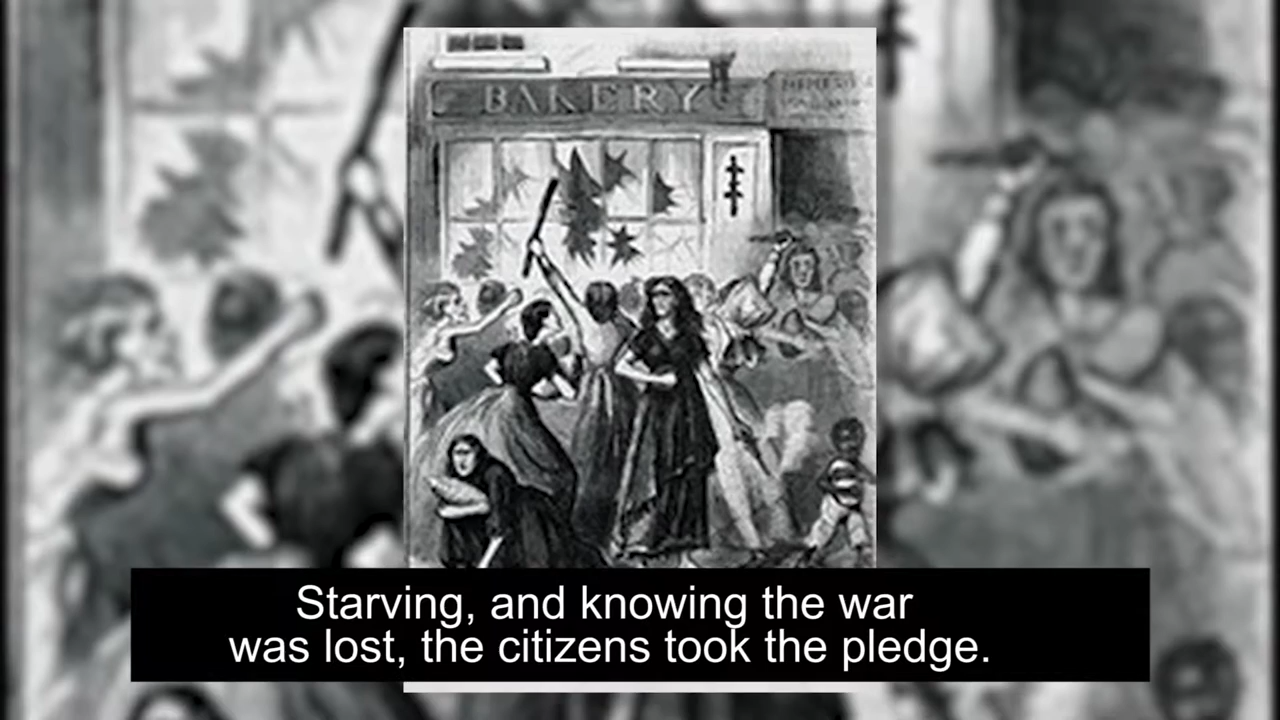 BAKERY
Starving, and knowing the war
was lost, the citizens took the pledge.